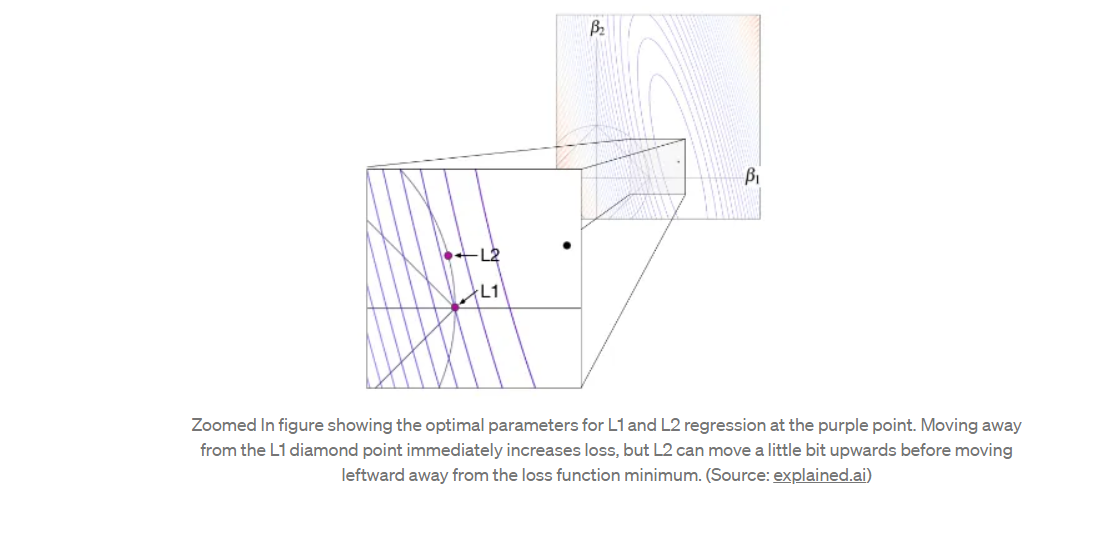 β₂
β₁
L2
L1
Zoomed In figure showing the optimal parameters for L1 and L2 regression at the purple point. Moving away
from the L1 diamond point immediately increases loss, but L2 can move a little bit upwards before moving
leftward away from the loss function minimum. (Source: explained.ai)